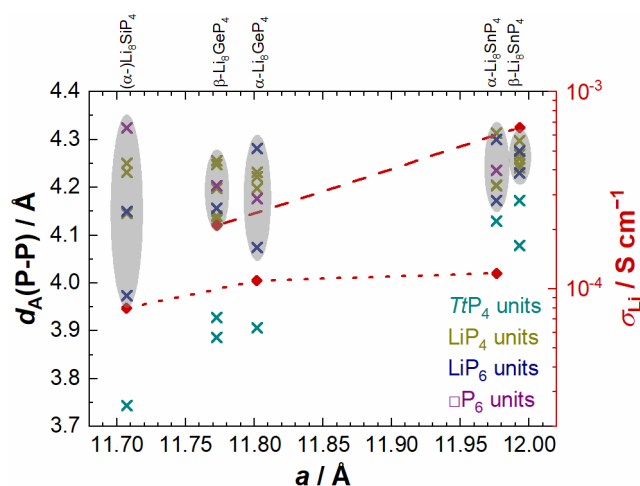 (α-)Li₈SiP₄
β-Li₈GeP₄
α-Li₈GeP₄
α-Li₈SnP₄
β-Li₈SnP₄
4.4
4.3
4.2
4.1
4.0
3.9
3.8
3.7
d_A(P-P) / Å
10⁻³
10⁻⁴
σ_Li / S cm⁻¹
TtP₄ units
LiP₄ units
LiP₆ units
□P₆ units
11.70 11.75 11.80 11.85 11.90 11.95 12.00
a / Å